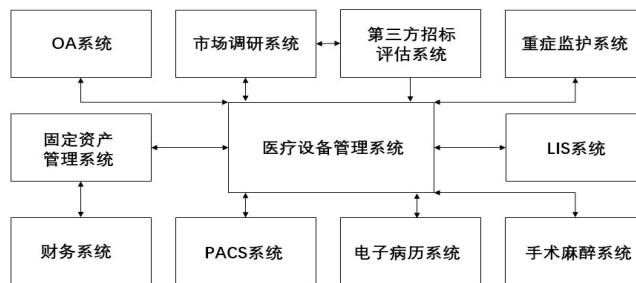 OA系统
市场调研系统
第三方招标
评估系统
重症监护系统
固定资产
管理系统
医疗设备管理系统
LIS系统
财务系统
PACS系统
电子病历系统
手术麻醉系统